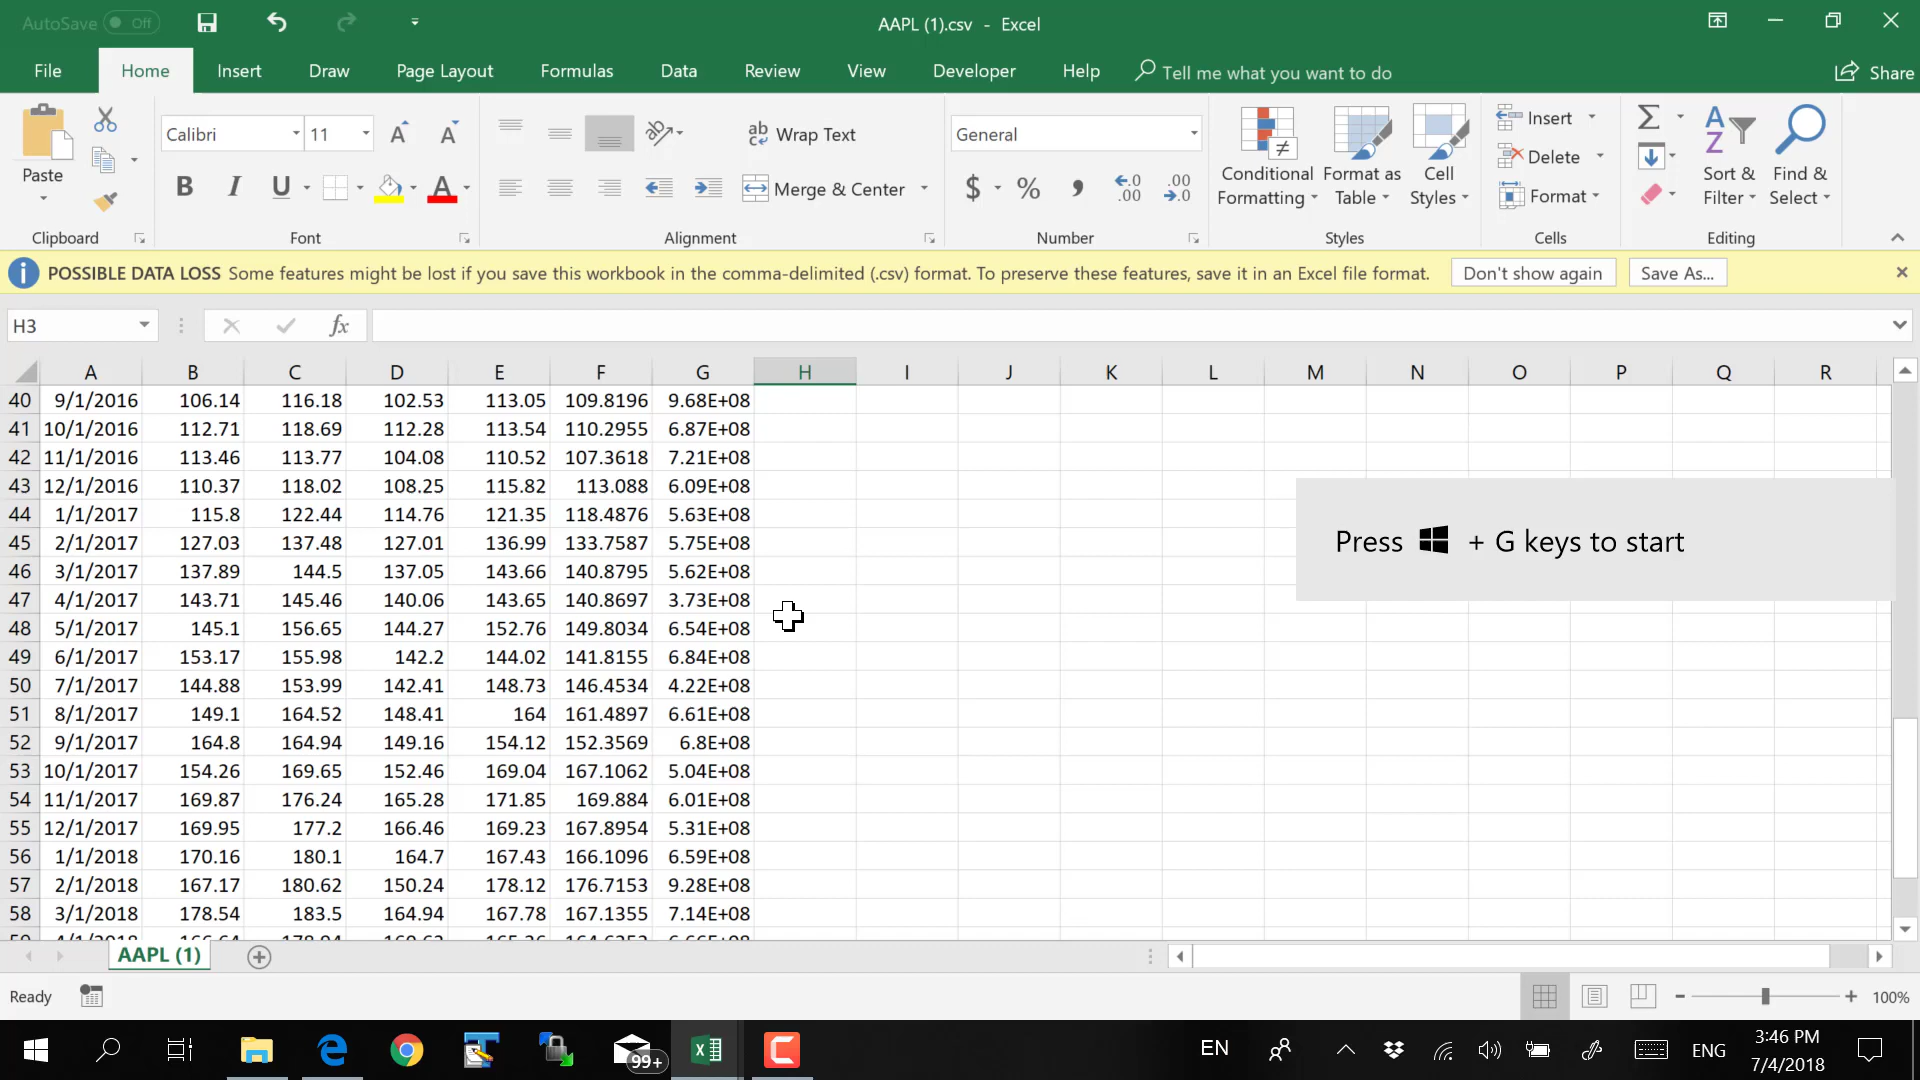 AutoSave Off
AAPL (1).csv - Excel
File Home Insert Draw Page Layout Formulas Data Review View Developer Help Tell me what you want to do Share
Paste
Clipboard
Calibri 11
B I U A
Font
Wrap Text
Merge & Center
Alignment
General
$ % , .00 .0
Number
Conditional Formatting
Format as Table
Cell Styles
Styles
Insert
Delete
Format
Cells
Sort & Filter
Find & Select
Editing
POSSIBLE DATA LOSS Some features might be lost if you save this workbook in the comma-delimited (.csv) format. To preserve these features, save it in an Excel file format. Don't show again Save As...
H3 fx
A B C D E F G H I J K L M N O P Q R
40 9/1/2016 106.14 116.18 102.53 113.05 109.8196 9.68E+08
41 10/1/2016 112.71 118.69 112.28 113.54 110.2955 6.87E+08
42 11/1/2016 113.46 113.77 104.08 110.52 107.3618 7.21E+08
43 12/1/2016 110.37 118.02 108.25 115.82 113.088 6.09E+08
44 1/1/2017 115.8 122.44 114.76 121.35 118.4876 5.63E+08
45 2/1/2017 127.03 137.48 127.01 136.99 133.7587 5.75E+08
46 3/1/2017 137.89 144.5 137.05 143.66 140.8795 5.62E+08
47 4/1/2017 143.71 145.46 140.06 143.65 140.8697 3.73E+08
48 5/1/2017 145.1 156.65 144.27 152.76 149.8034 6.54E+08
49 6/1/2017 153.17 155.98 142.2 144.02 141.8155 6.84E+08
50 7/1/2017 144.88 153.99 142.41 148.73 146.4534 4.22E+08
51 8/1/2017 149.1 164.52 148.41 164 161.4897 6.61E+08
52 9/1/2017 164.8 164.94 149.16 154.12 152.3569 6.8E+08
53 10/1/2017 154.26 169.65 152.46 169.04 167.1062 5.04E+08
54 11/1/2017 169.87 176.24 165.28 171.85 169.884 6.01E+08
55 12/1/2017 169.95 177.2 166.46 169.23 167.8954 5.31E+08
56 1/1/2018 170.16 180.1 164.7 167.43 166.1096 6.59E+08
57 2/1/2018 167.17 180.62 150.24 178.12 176.7153 9.28E+08
58 3/1/2018 178.54 183.5 164.94 167.78 167.1355 7.14E+08
Press + G keys to start
AAPL (1)
Ready
100%
99+
EN
ENG
3:46 PM
7/4/2018